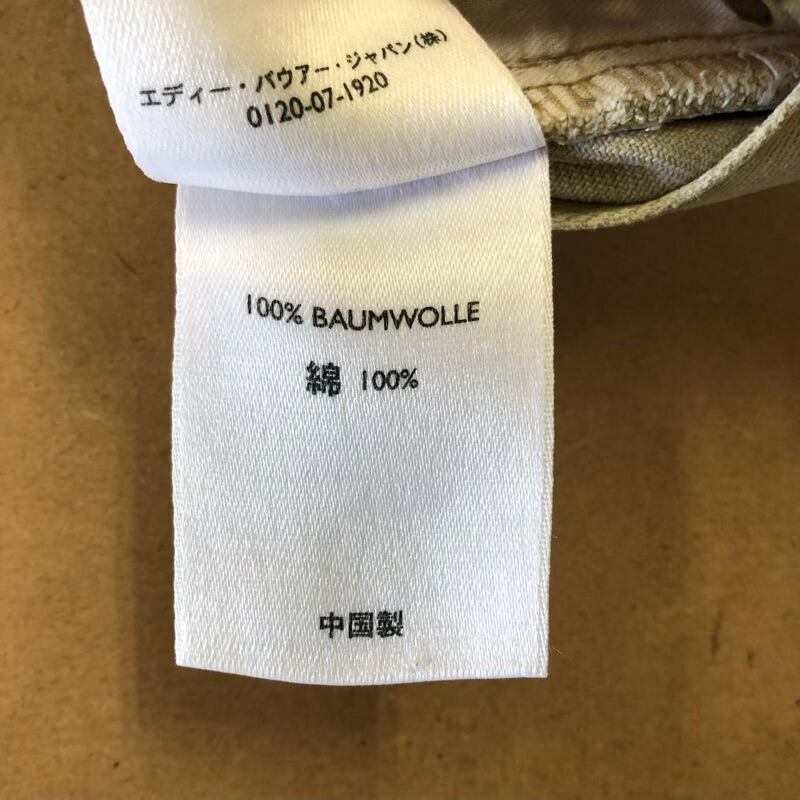 エディー・バウアー・ジャパン(株)
0120-07-1920
100% BAUMWOLLE
綿 100%
中国製